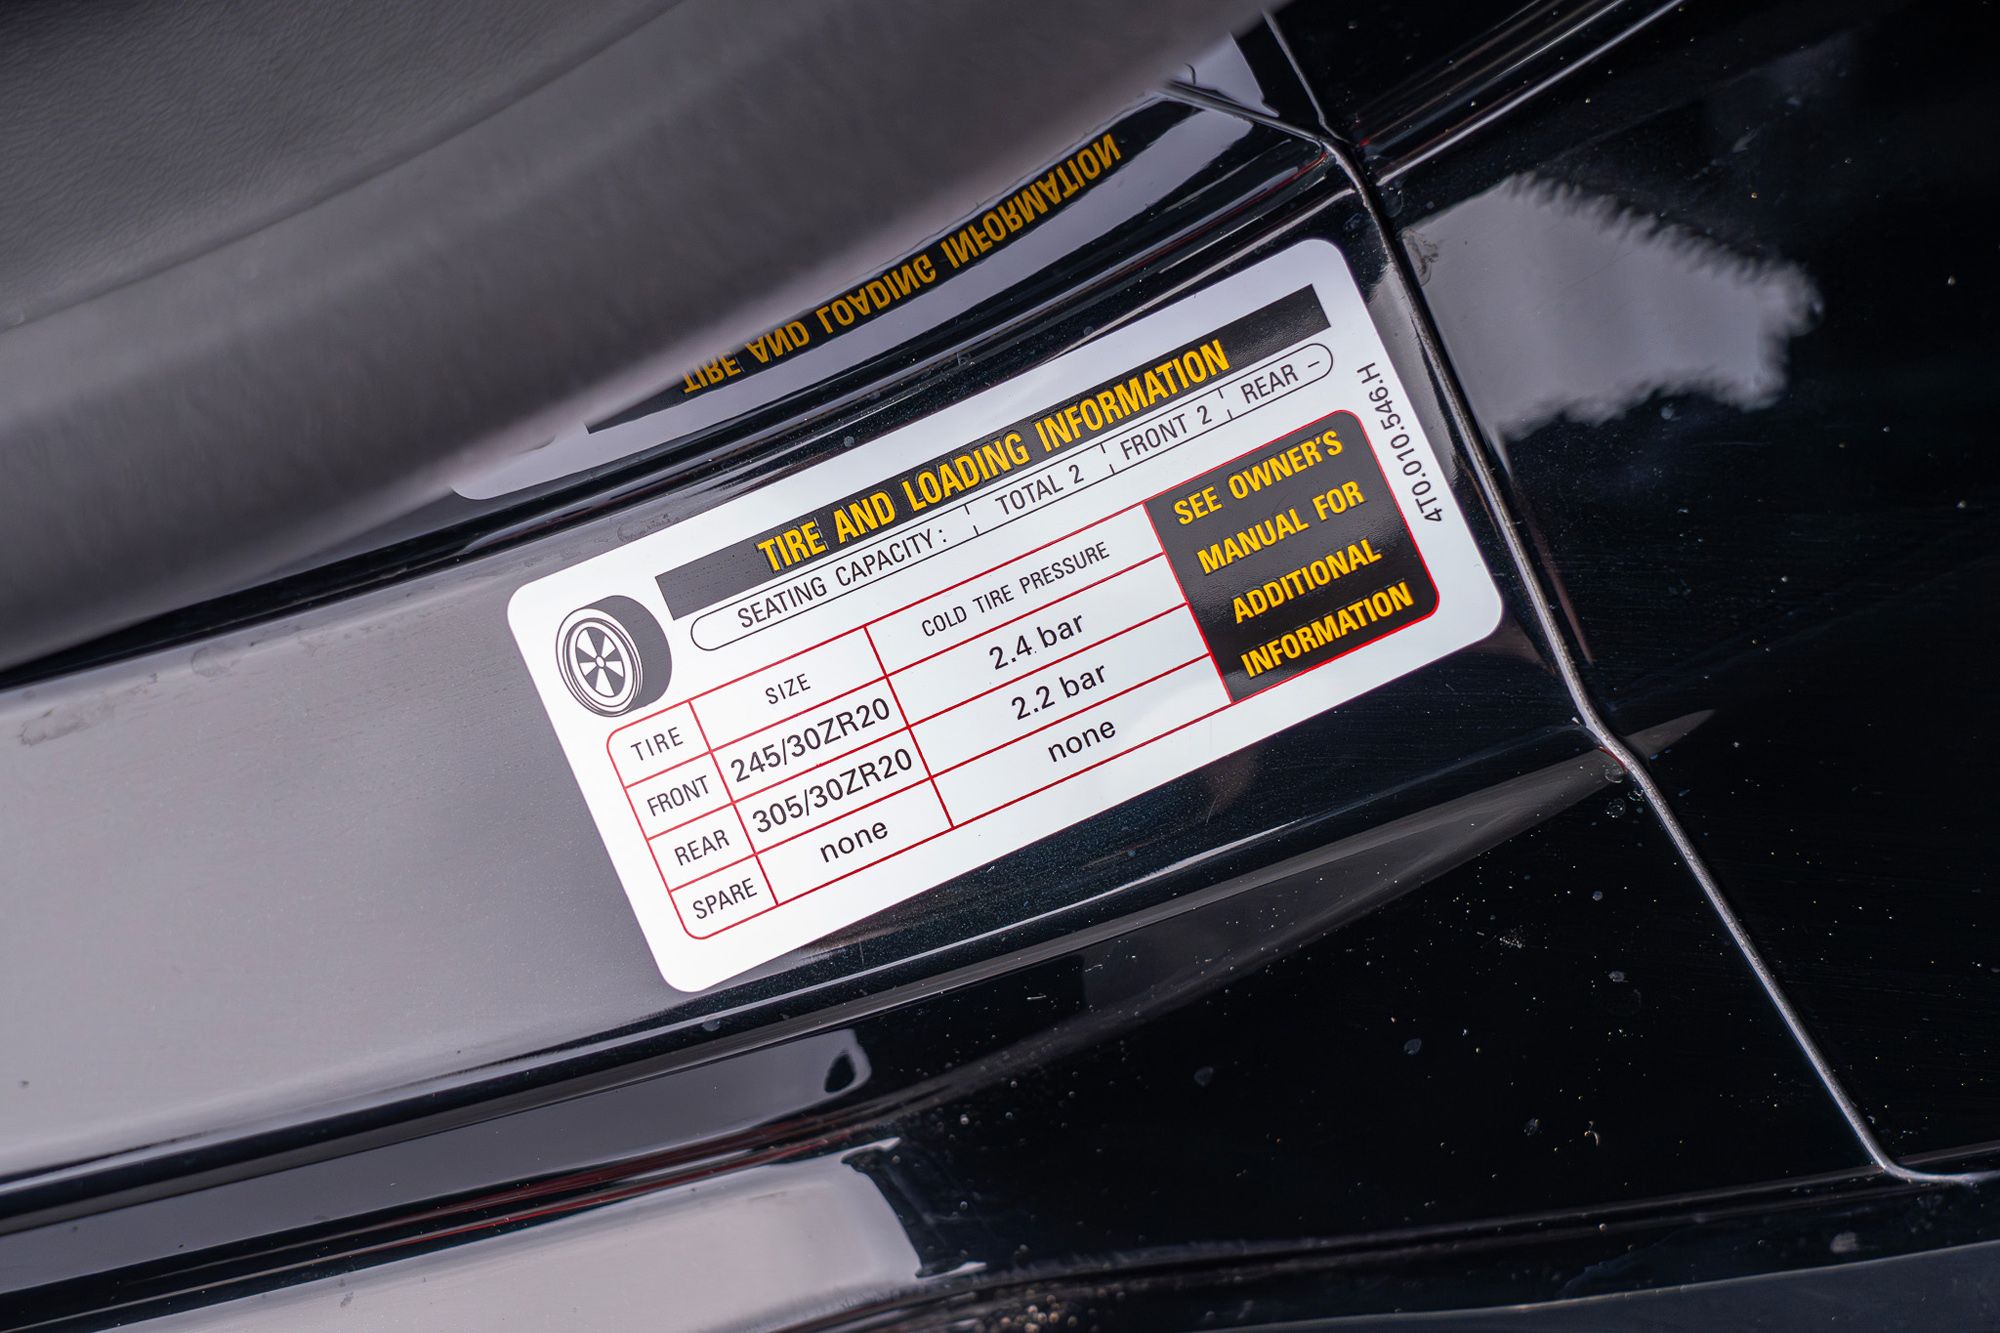 TIRE AND LOADING INFORMATION
TIRE AND LOADING INFORMATION
SEATING CAPACITY: TOTAL 2 FRONT 2 REAR –
TIRE SIZE COLD TIRE PRESSURE
FRONT 245/30ZR20 2.4 bar
REAR 305/30ZR20 2.2 bar
SPARE none none
SEE OWNER'S
MANUAL FOR
ADDITIONAL
INFORMATION
4T0.010.546.H